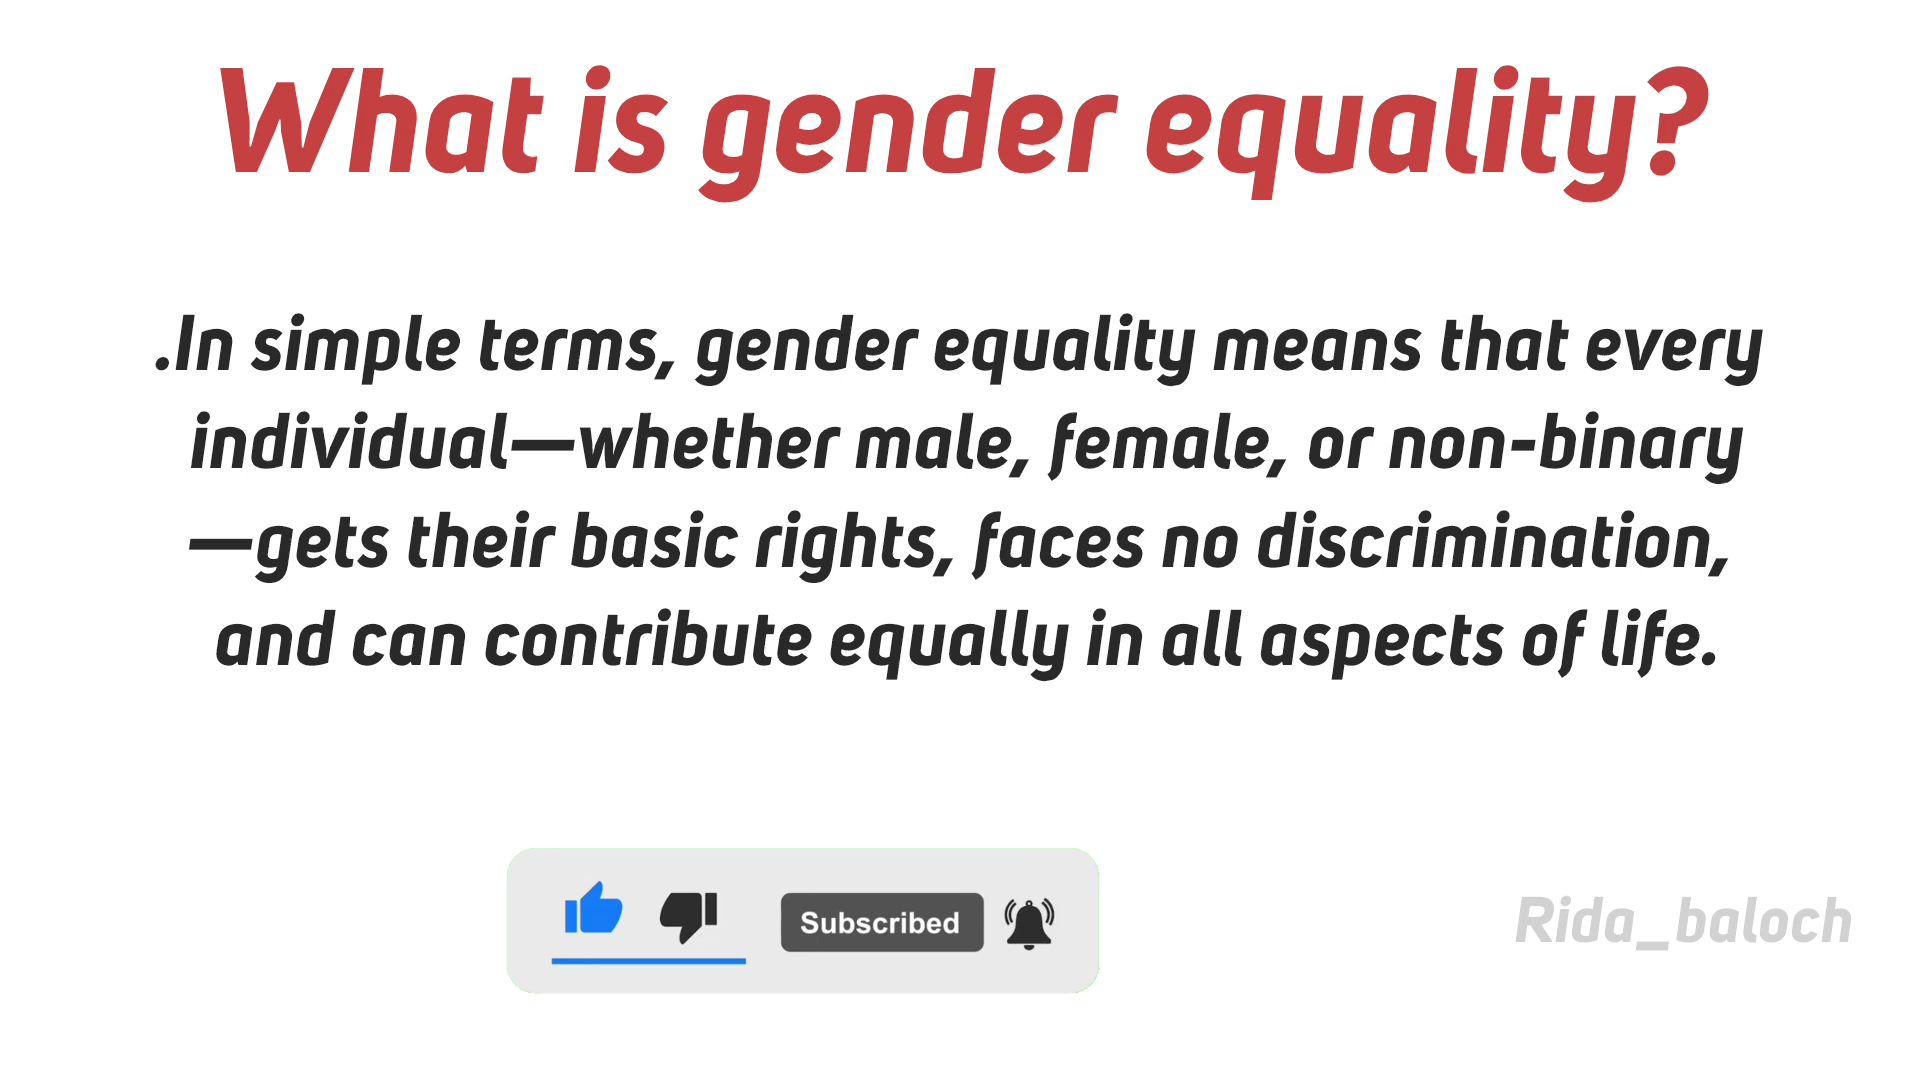 What is gender equality?
.In simple terms, gender equality means that every
individual—whether male, female, or non-binary
—gets their basic rights, faces no discrimination,
and can contribute equally in all aspects of life.
Subscribed
Rida_baloch